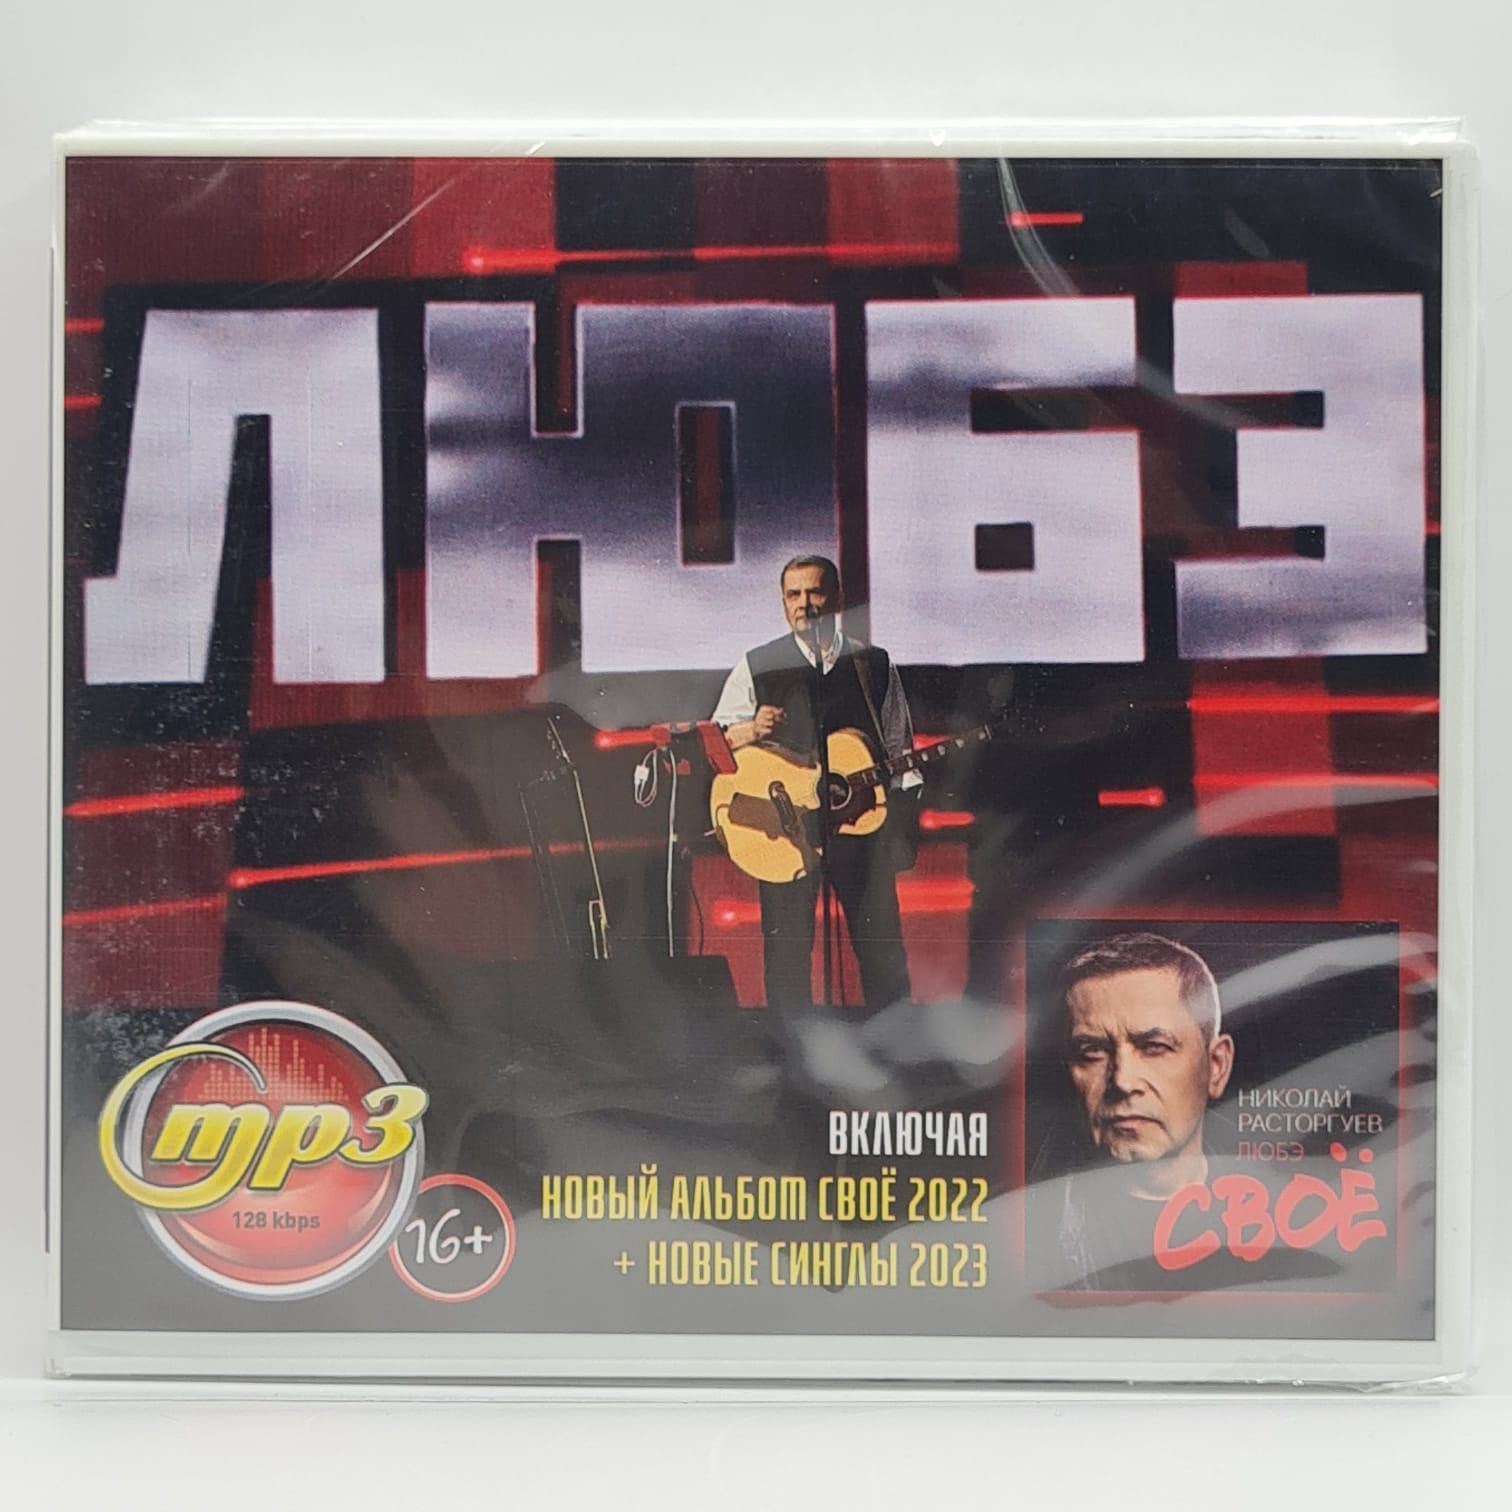 ЛЮБЭ
mp3
128 kbps
16+
ВКЛЮЧАЯ
НОВЫЙ АЛЬБОМ СВОЁ 2022
+ НОВЫЕ СИНГЛЫ 2023
НИКОЛАЙ
РАСТОРГУЕВ
ЛЮБЭ
СВОЁ